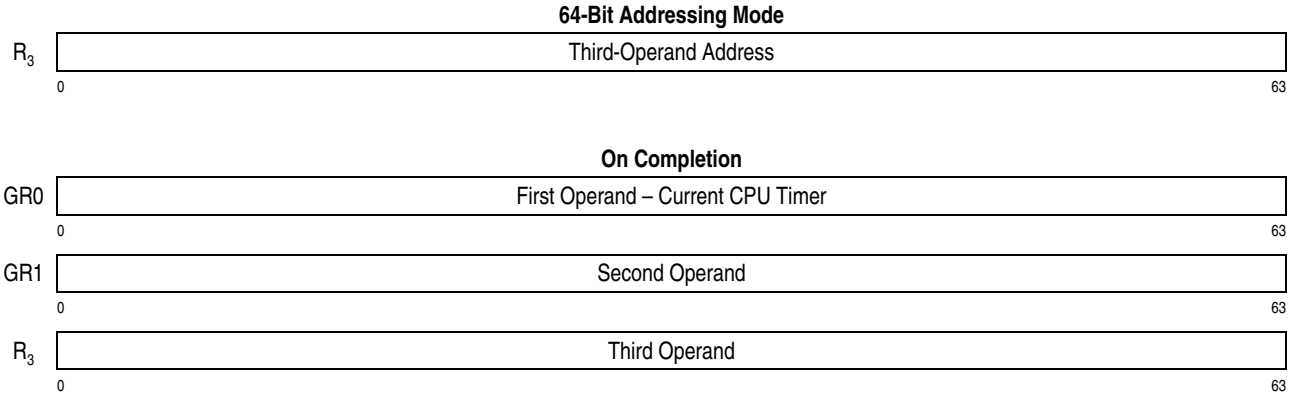 64-Bit Addressing Mode
R3 Third-Operand Address
0 63
On Completion
GR0 First Operand – Current CPU Timer
0 63
GR1 Second Operand
0 63
R3 Third Operand
0 63